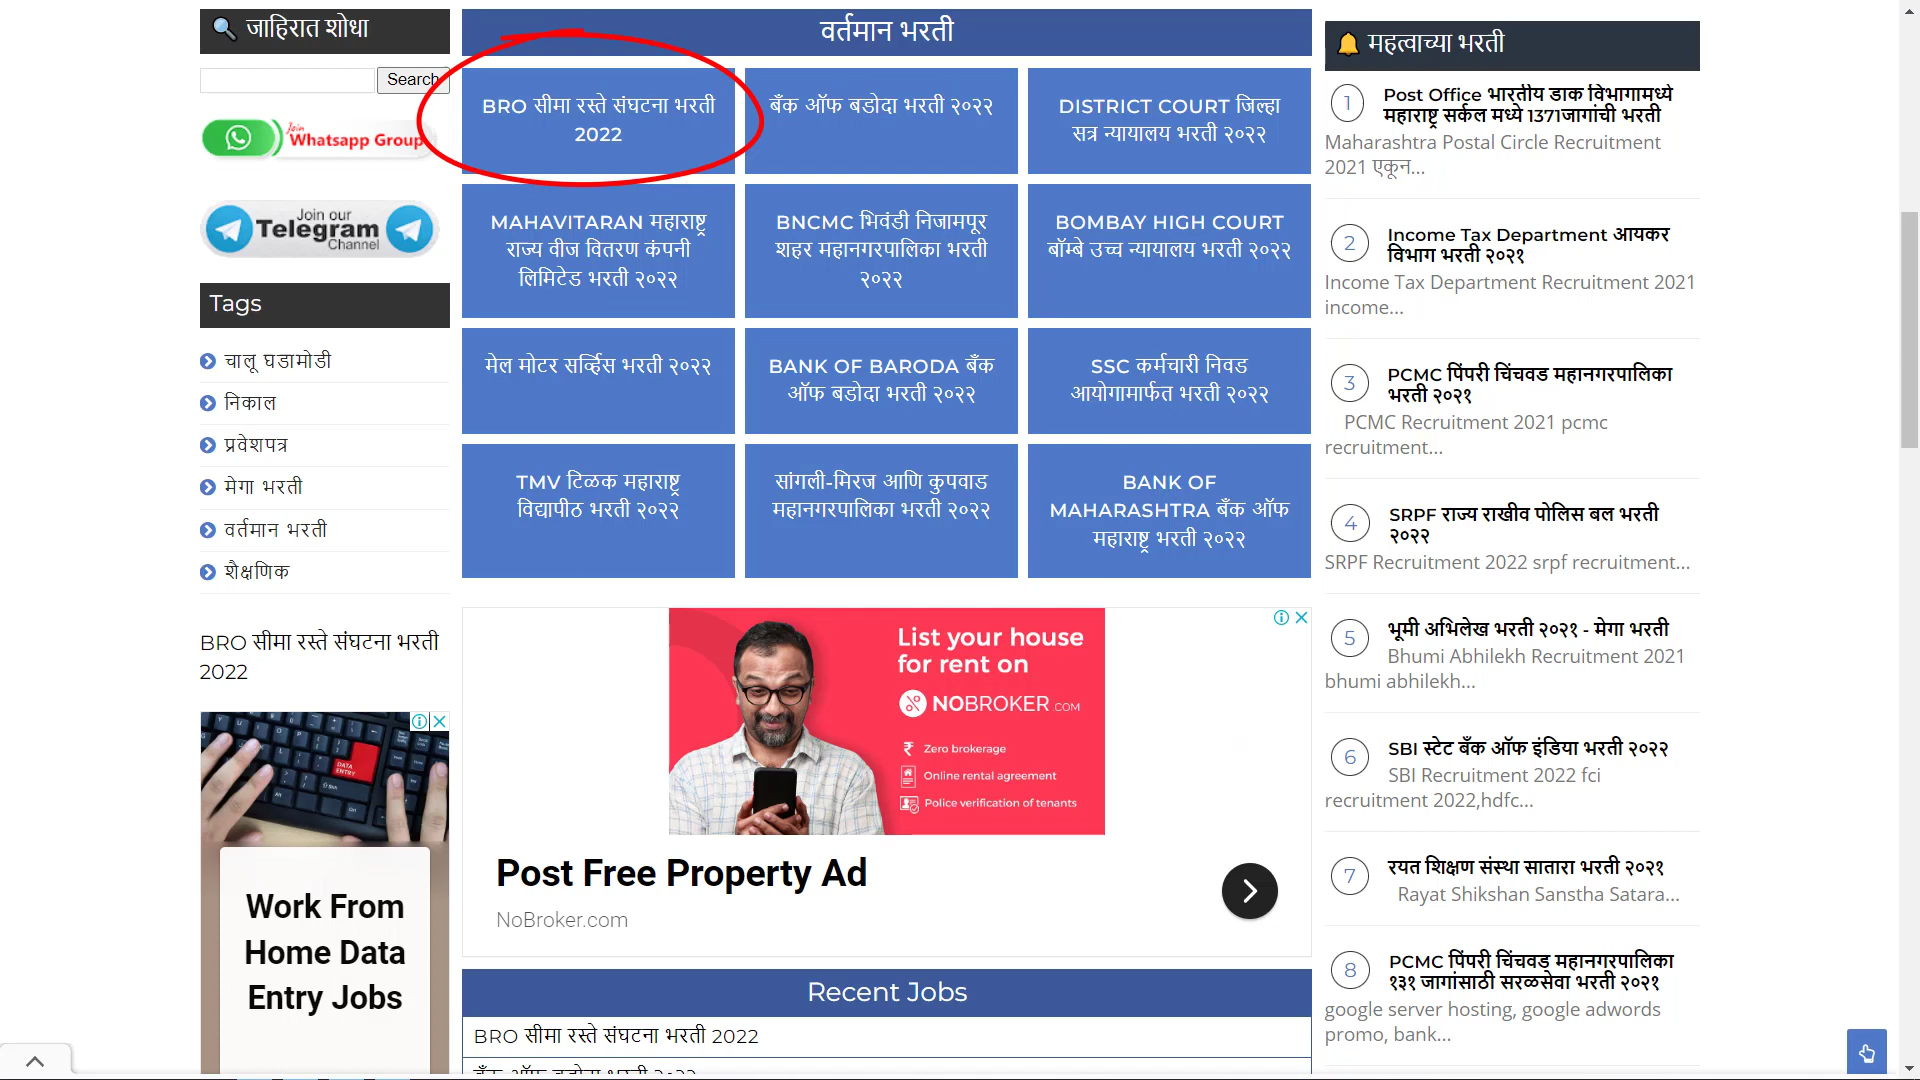 🔍 जाहिरात शोधा
Search
Join
Whatsapp Group
Join our
Telegram
Channel
Tags
चालू घडामोडी
निकाल
प्रवेशपत्र
मेगा भरती
वर्तमान भरती
शैक्षणिक
BRO सीमा रस्ते संघटना भरती
2022
DATA
ENTRY
Work From
Home Data
Entry Jobs
वर्तमान भरती
BRO सीमा रस्ते संघटना भरती
2022
बँक ऑफ बडोदा भरती २०२२
DISTRICT COURT जिल्हा
सत्र न्यायालय भरती २०२२
MAHAVITARAN महाराष्ट्र
राज्य वीज वितरण कंपनी
लिमिटेड भरती २०२२
BNCMC भिवंडी निजामपूर
शहर महानगरपालिका भरती
२०२२
BOMBAY HIGH COURT
बॉम्बे उच्च न्यायालय भरती २०२२
मेल मोटर सर्व्हिस भरती २०२२
BANK OF BARODA बँक
ऑफ बडोदा भरती २०२२
SSC कर्मचारी निवड
आयोगामार्फत भरती २०२२
TMV टिळक महाराष्ट्र
विद्यापीठ भरती २०२२
सांगली-मिरज आणि कुपवाड
महानगरपालिका भरती २०२२
BANK OF
MAHARASHTRA बँक ऑफ
महाराष्ट्र भरती २०२२
List your house
for rent on
NOBROKER.COM
₹ Zero brokerage
Online rental agreement
Police verification of tenants
Post Free Property Ad
NoBroker.com
Recent Jobs
BRO सीमा रस्ते संघटना भरती 2022
बँक ऑफ बडोदा भरती २०२२
🔔 महत्वाच्या भरती
1 Post Office भारतीय डाक विभागामध्ये
महाराष्ट्र सर्कल मध्ये 1371जागांची भरती
Maharashtra Postal Circle Recruitment
2021 एकून...
2 Income Tax Department आयकर
विभाग भरती २०२१
Income Tax Department Recruitment 2021
income...
3 PCMC पिंपरी चिंचवड महानगरपालिका
भरती २०२१
PCMC Recruitment 2021 pcmc
recruitment...
4 SRPF राज्य राखीव पोलिस बल भरती
२०२२
SRPF Recruitment 2022 srpf recruitment...
5 भूमी अभिलेख भरती २०२१ - मेगा भरती
Bhumi Abhilekh Recruitment 2021
bhumi abhilekh...
6 SBI स्टेट बँक ऑफ इंडिया भरती २०२२
SBI Recruitment 2022 fci
recruitment 2022,hdfc...
7 रयत शिक्षण संस्था सातारा भरती २०२१
Rayat Shikshan Sanstha Satara...
8 PCMC पिंपरी चिंचवड महानगरपालिका
१३१ जागांसाठी सरळसेवा भरती २०२१
google server hosting, google adwords
promo, bank...